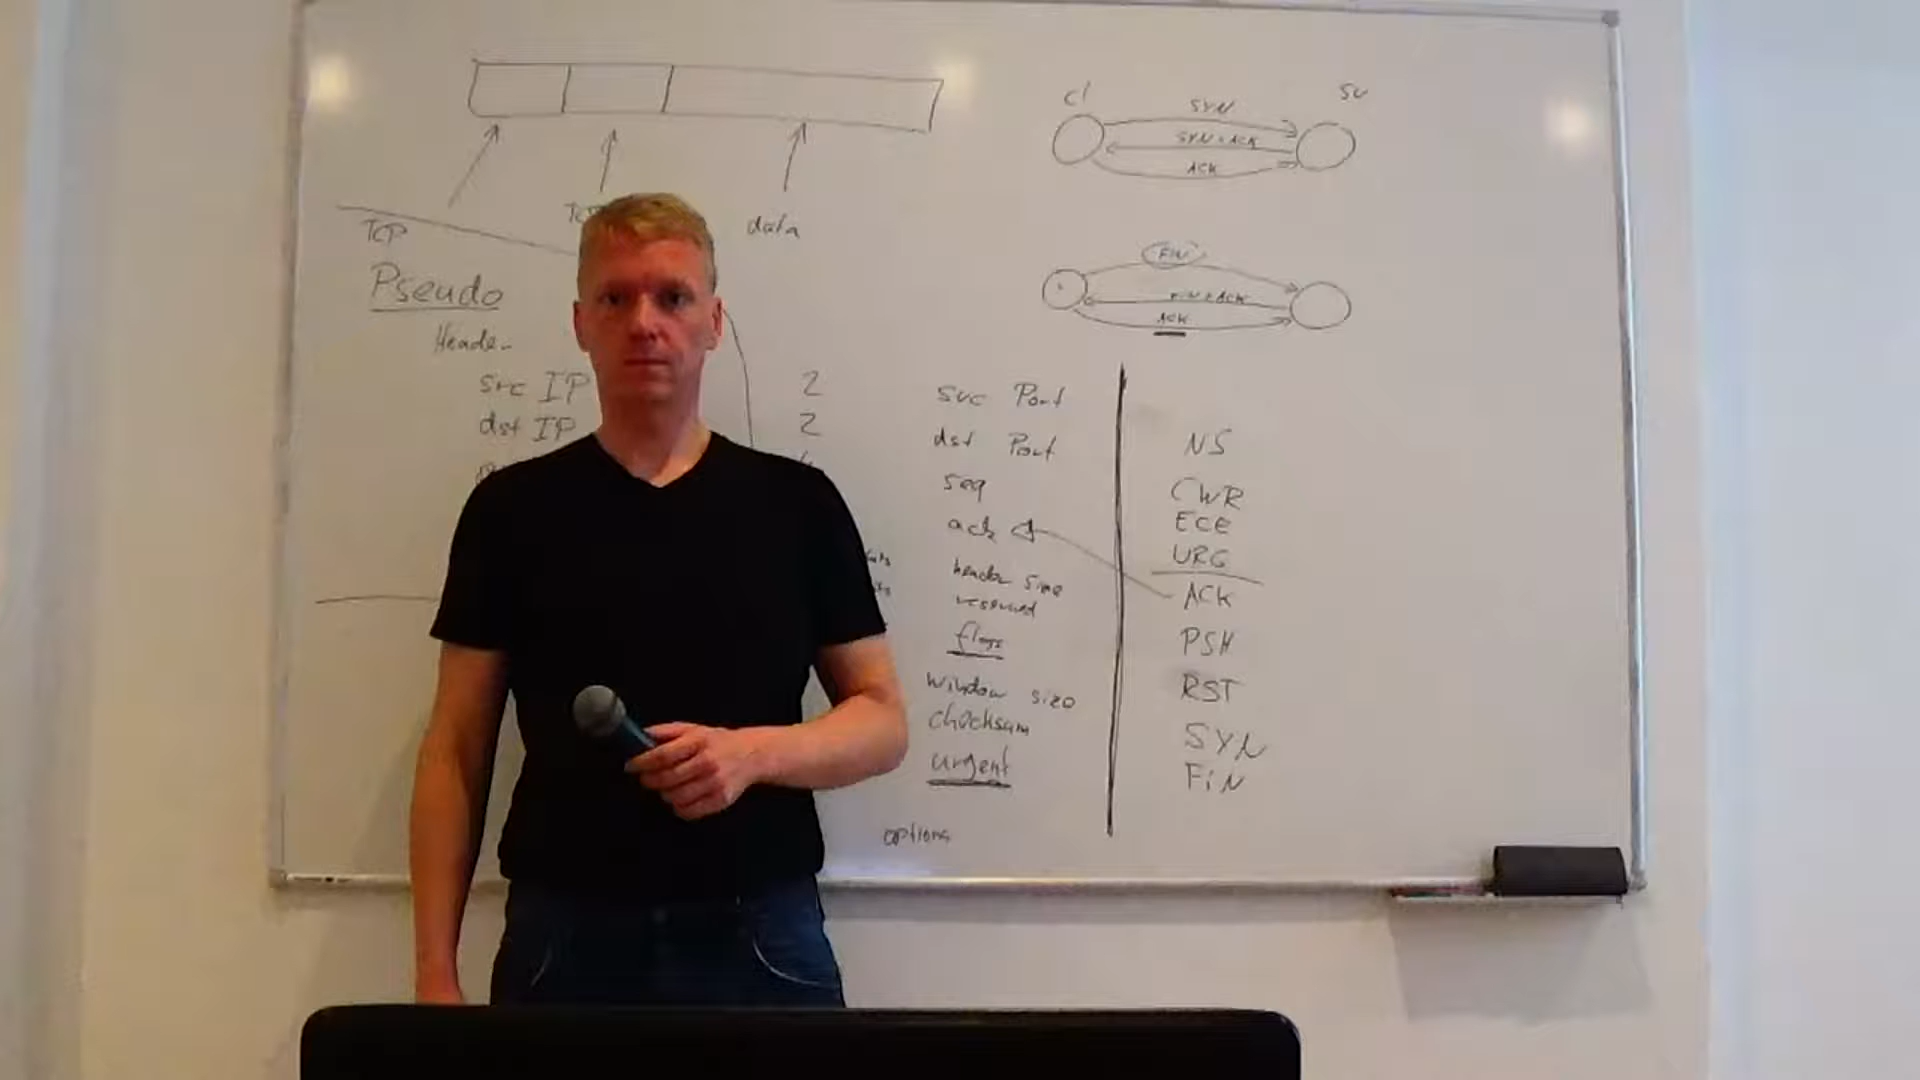 cl
SYN
SYN+ACK
ACK
TCP
data
FIN
FIN+ACK
ACK
Pseudo
Header
src IP
dst IP
2
2
src Port
dst Port
seq
ack
header size
reserved
flags
window size
checksum
urgent
options
NS
CWR
ECE
URG
ACK
PSH
RST
SYN
FiN